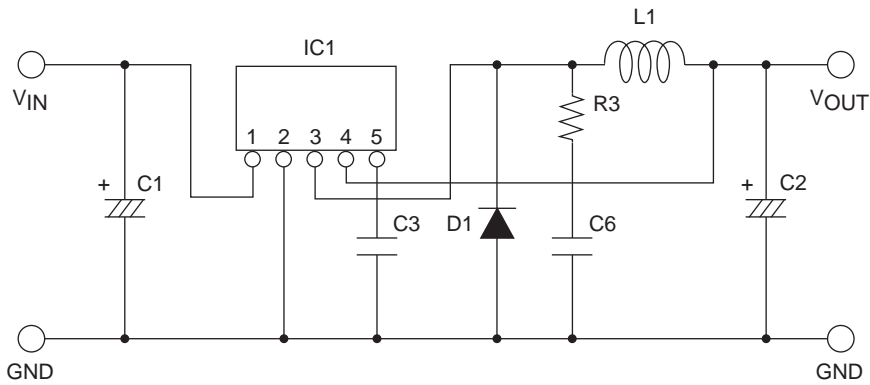 L1
IC1
VIN
VOUT
R3
1 2 3 4 5
+ C1
C3
D1
C6
+ C2
GND
GND